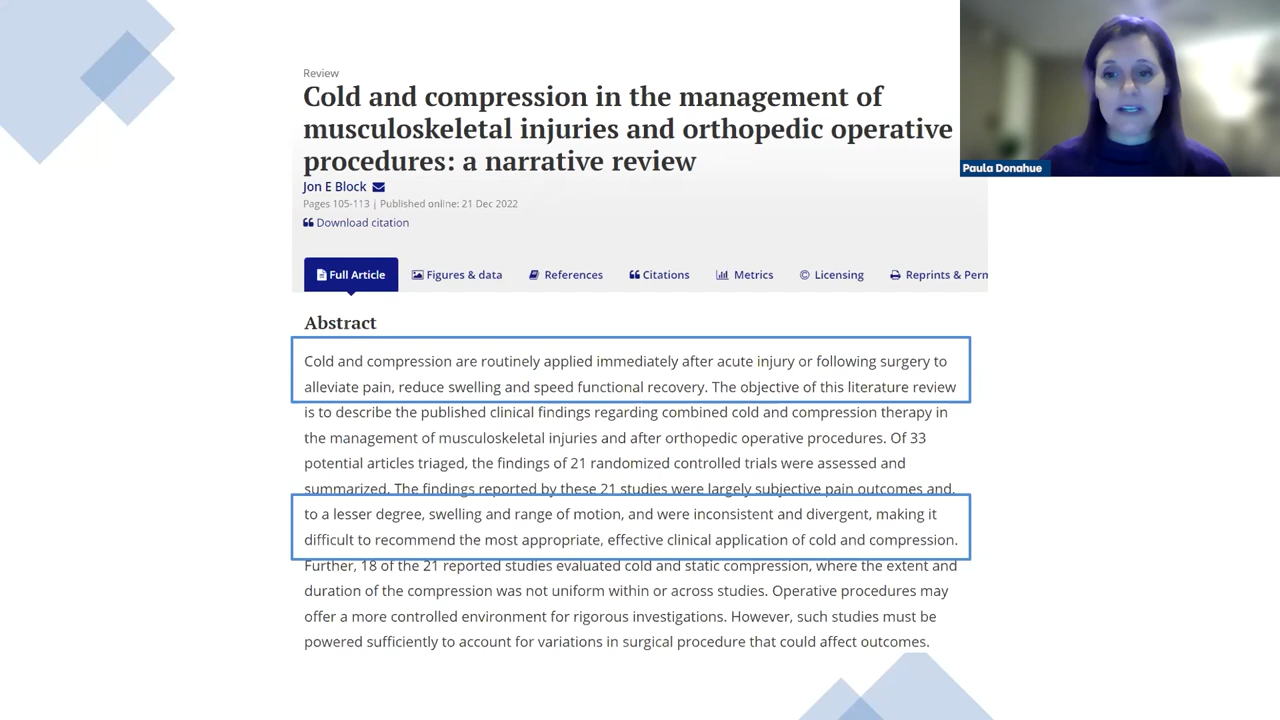 Review
Cold and compression in the management of
musculoskeletal injuries and orthopedic operative
procedures: a narrative review
Jon E Block
Pages 105-113 | Published online: 21 Dec 2022
Download citation
Full Article Figures & data References Citations Metrics Licensing Reprints & Perm
Abstract
Cold and compression are routinely applied immediately after acute injury or following surgery to
alleviate pain, reduce swelling and speed functional recovery. The objective of this literature review
is to describe the published clinical findings regarding combined cold and compression therapy in
the management of musculoskeletal injuries and after orthopedic operative procedures. Of 33
potential articles triaged, the findings of 21 randomized controlled trials were assessed and
summarized. The findings reported by these 21 studies were largely subjective pain outcomes and,
to a lesser degree, swelling and range of motion, and were inconsistent and divergent, making it
difficult to recommend the most appropriate, effective clinical application of cold and compression.
Further, 18 of the 21 reported studies evaluated cold and static compression, where the extent and
duration of the compression was not uniform within or across studies. Operative procedures may
offer a more controlled environment for rigorous investigations. However, such studies must be
powered sufficiently to account for variations in surgical procedure that could affect outcomes.
Paula Donahue